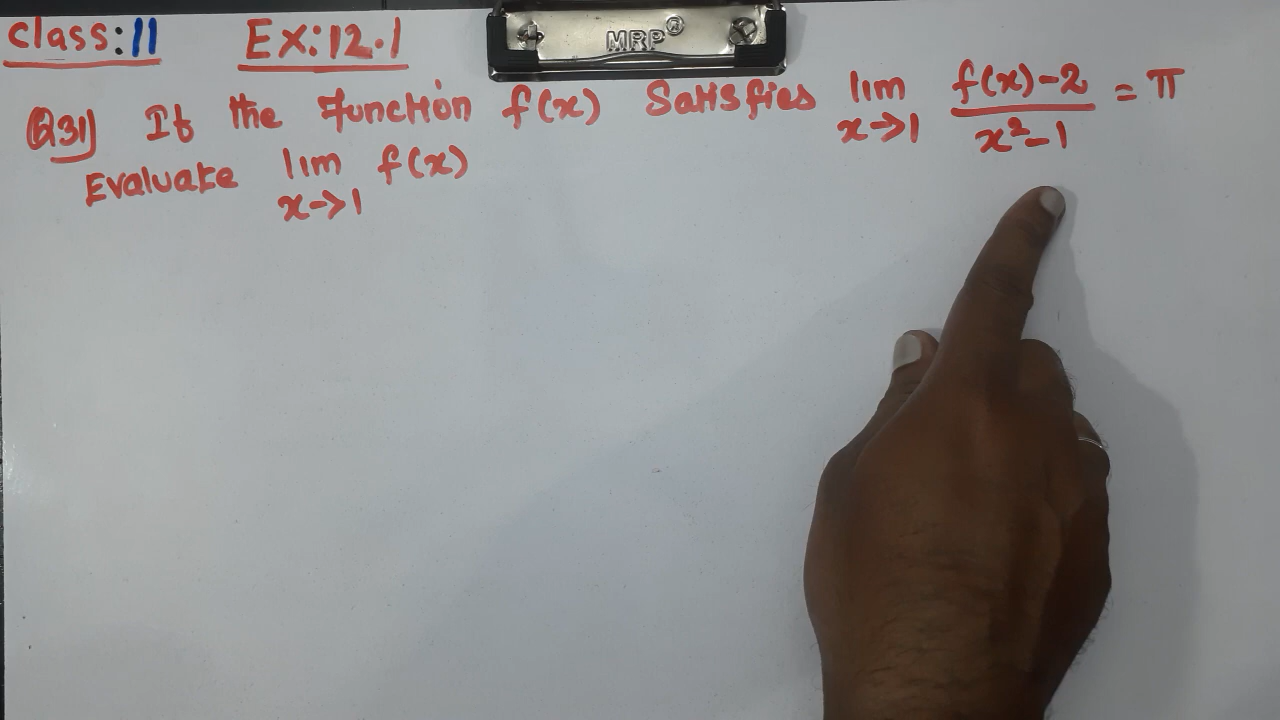 Class:11 Ex:12.1
MRP®
Q31) If the function f(x) Satisfies lim x→1 f(x)-2 / x²-1 = π
Evaluate lim x→1 f(x)